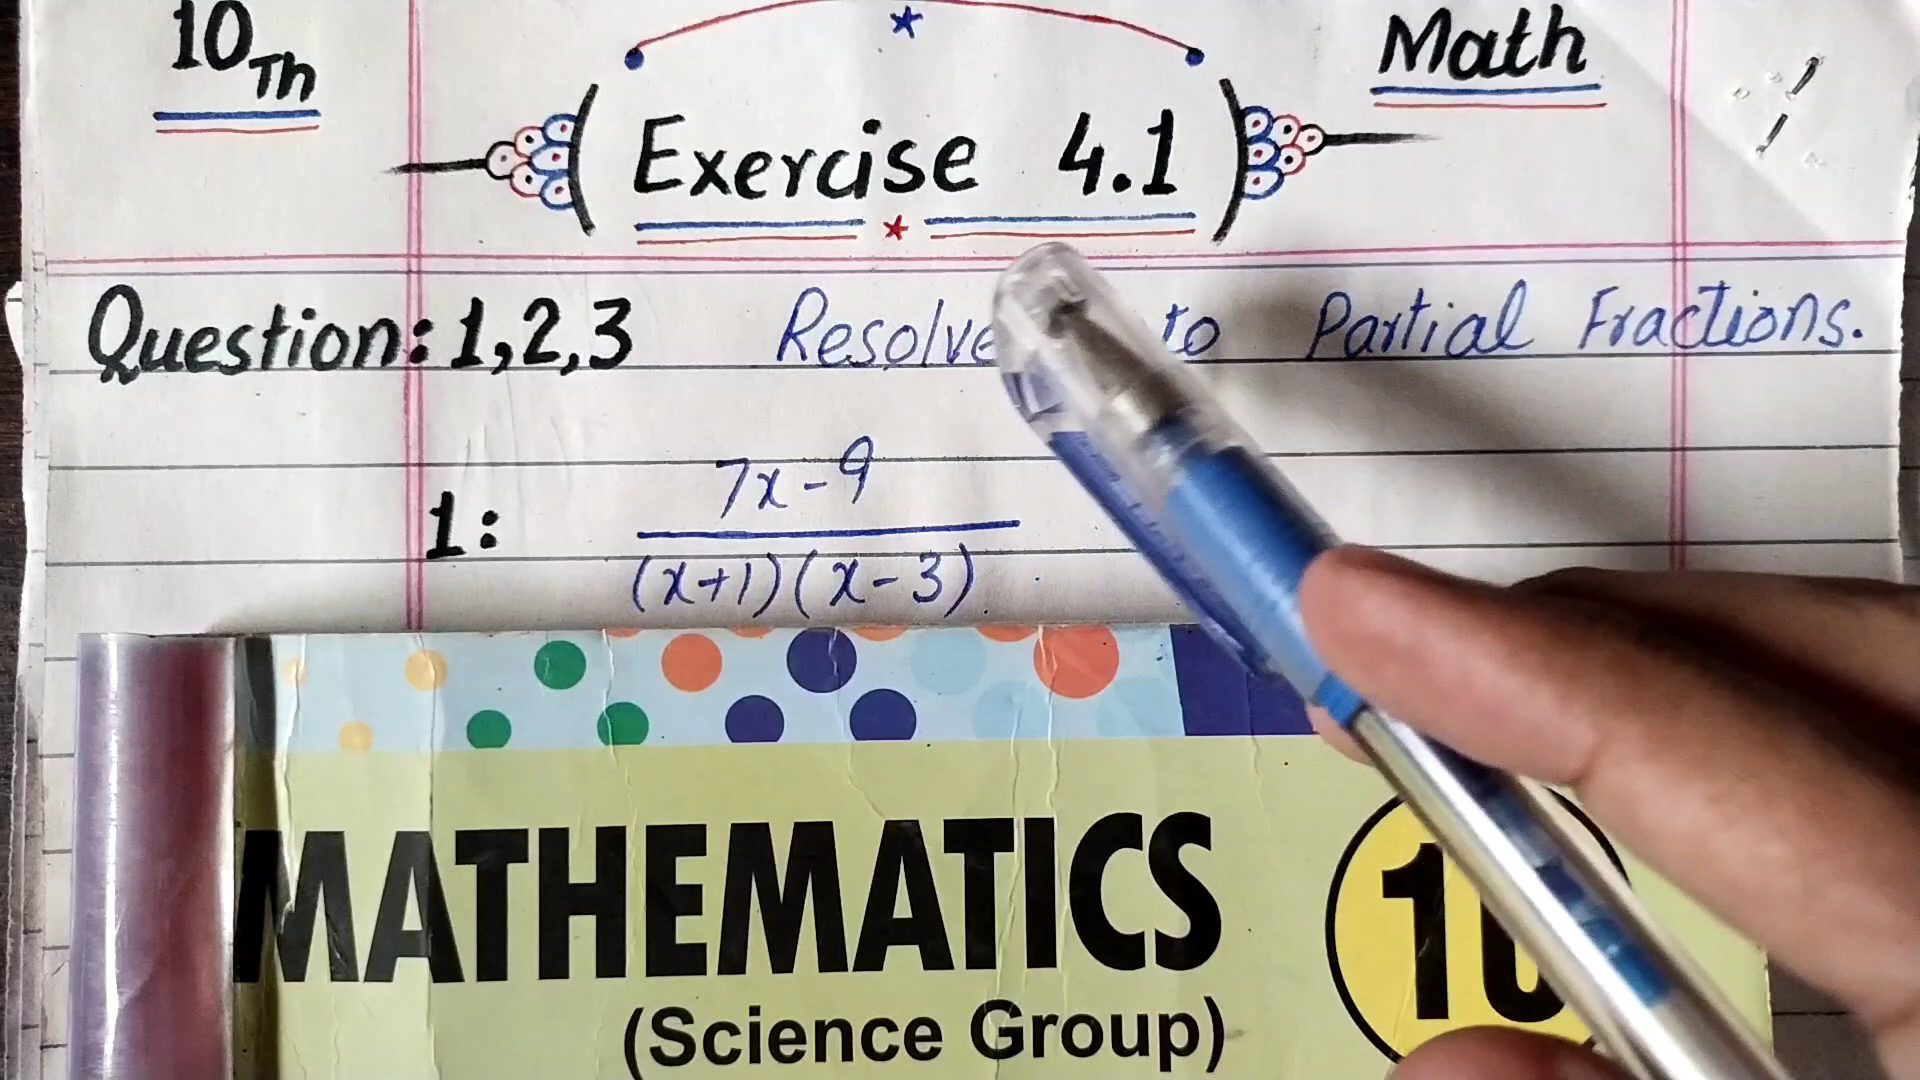 10Th
Math
(Exercise 4.1)
Question: 1,2,3 Resolve to Partial Fractions.
7x-9
1:
(x+1)(x-3)
MATHEMATICS 10
(Science Group)